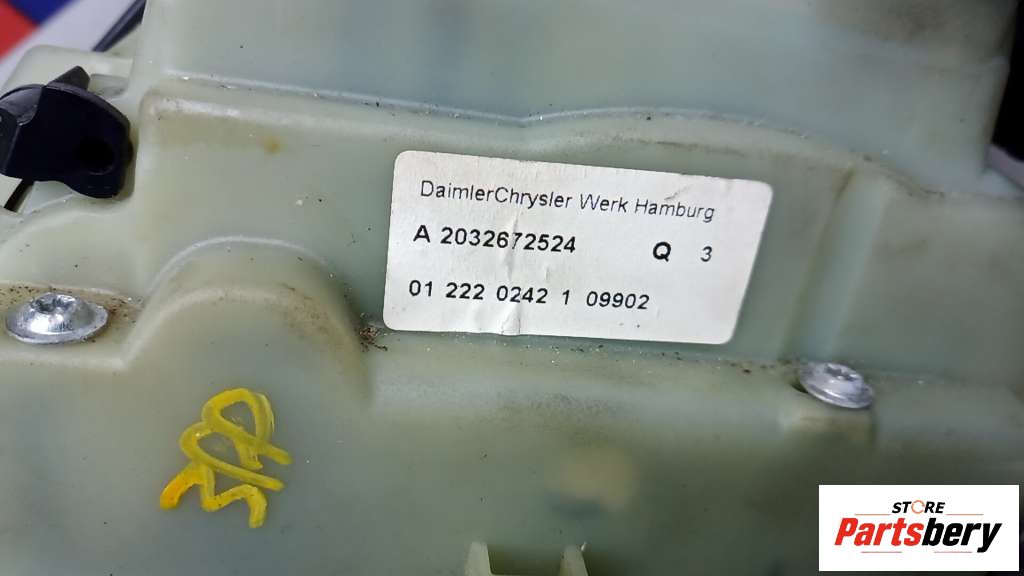 DaimlerChrysler Werk Hamburg
A 2032672524 Q 3
01 222 0242 1 09902
STORE
Partsbery